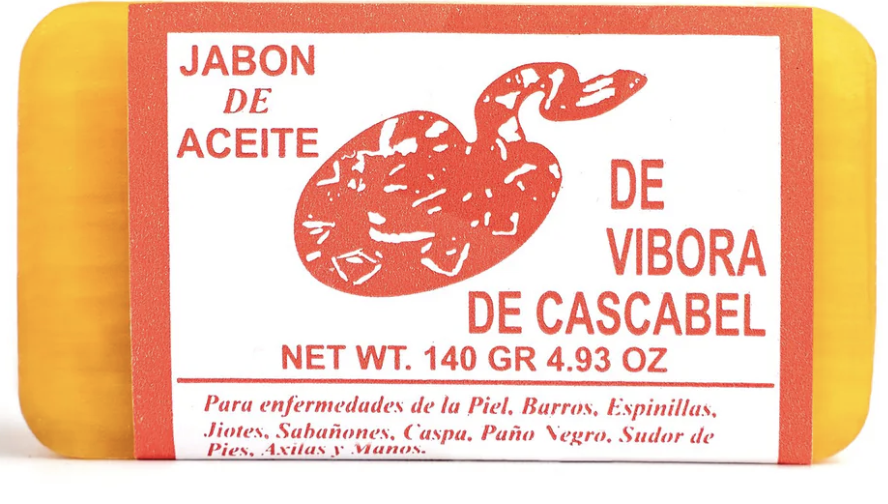 JABON
DE
ACEITE
DE
VIBORA
DE CASCABEL
NET WT. 140 GR 4.93 OZ
Para enfermedades de la Piel, Barros, Espinillas,
Jiotes, Sabañones, Caspa, Paño Negro, Sudor de
Pies, Axilas y Manos.